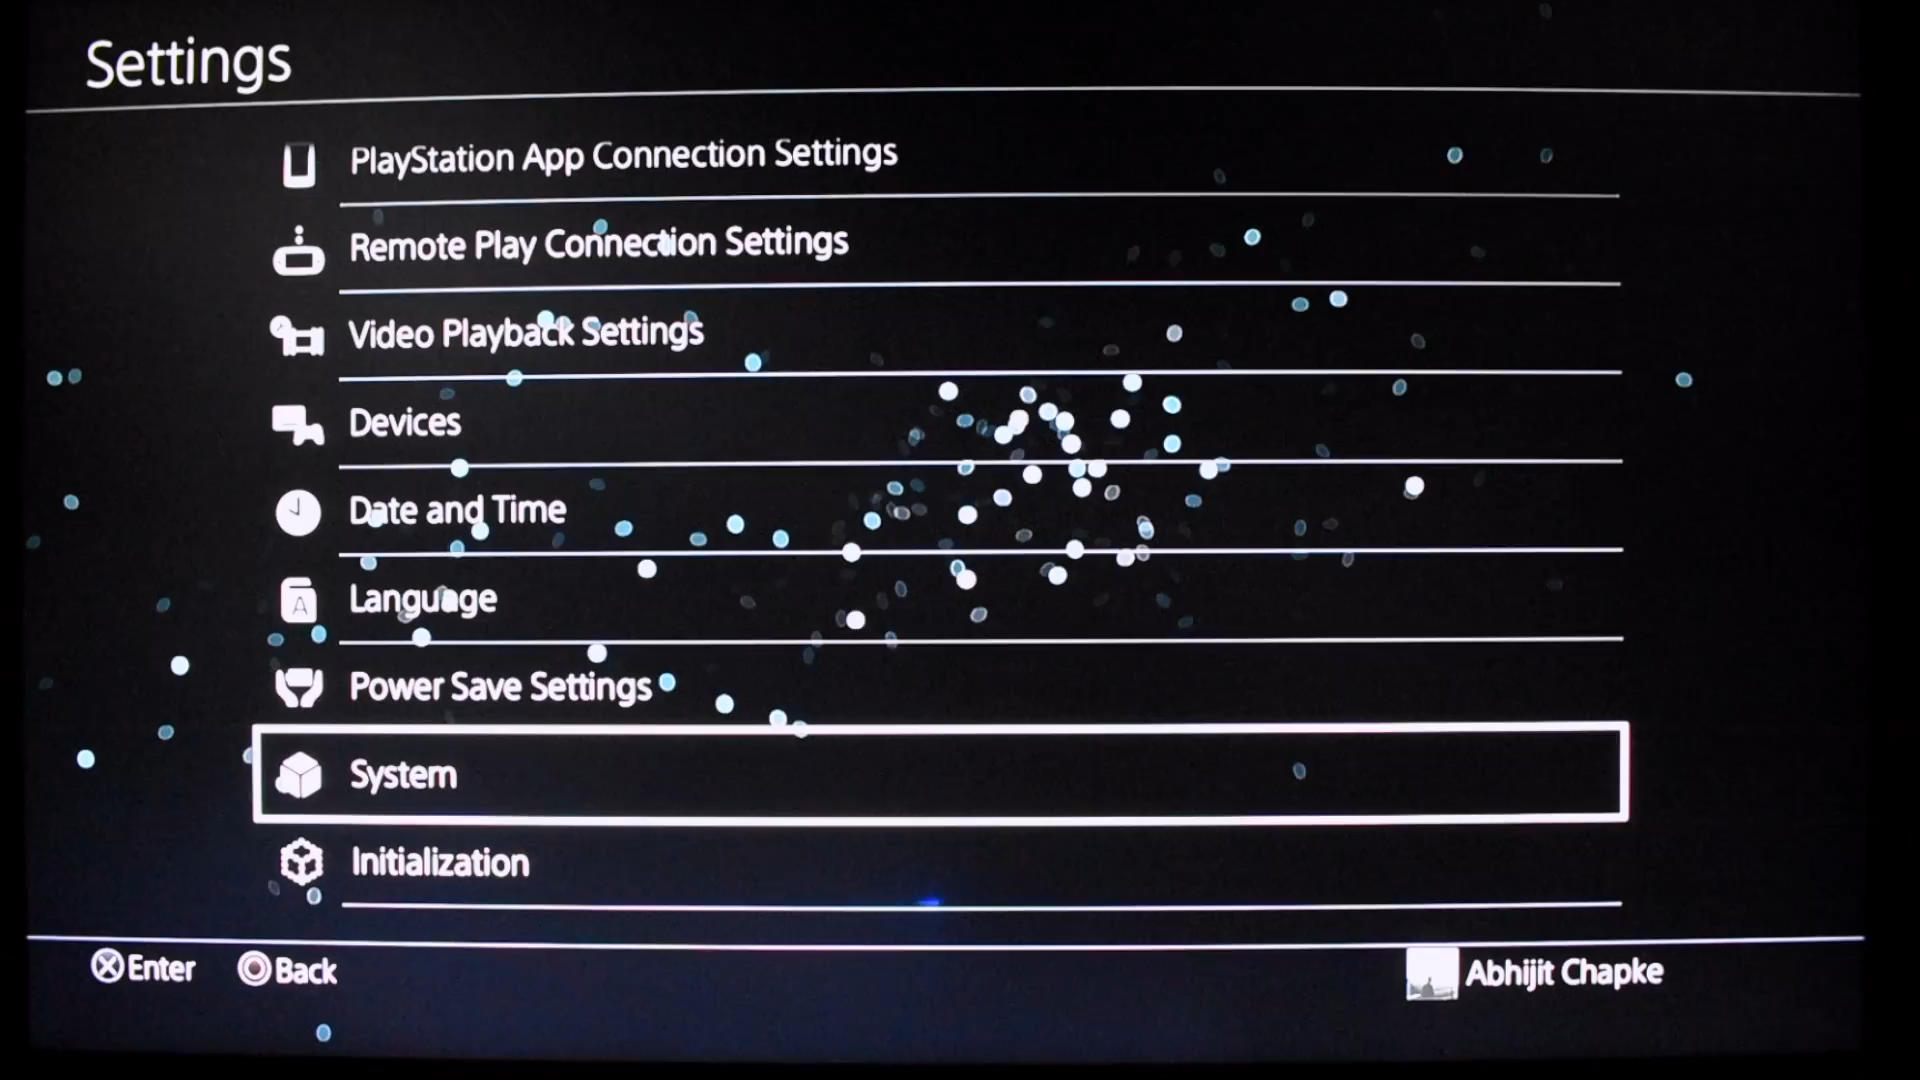 Settings
PlayStation App Connection Settings
Remote Play Connection Settings
Video Playback Settings
Devices
Date and Time
Language
Power Save Settings
System
Initialization
Enter Back Abhijit Chapke